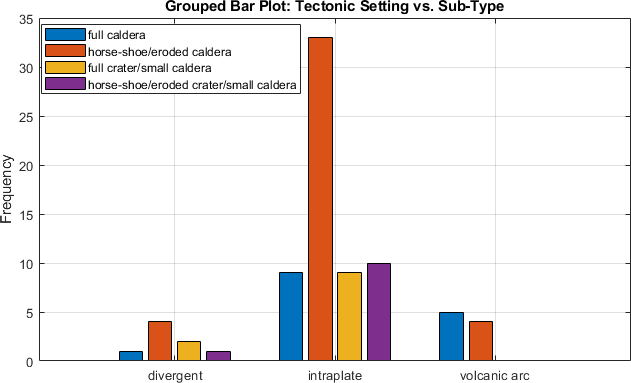 Grouped Bar Plot: Tectonic Setting vs. Sub-Type
full caldera
horse-shoe/eroded caldera
full crater/small caldera
horse-shoe/eroded crater/small caldera
Frequency
35
30
25
20
15
10
5
0
divergent
intraplate
volcanic arc